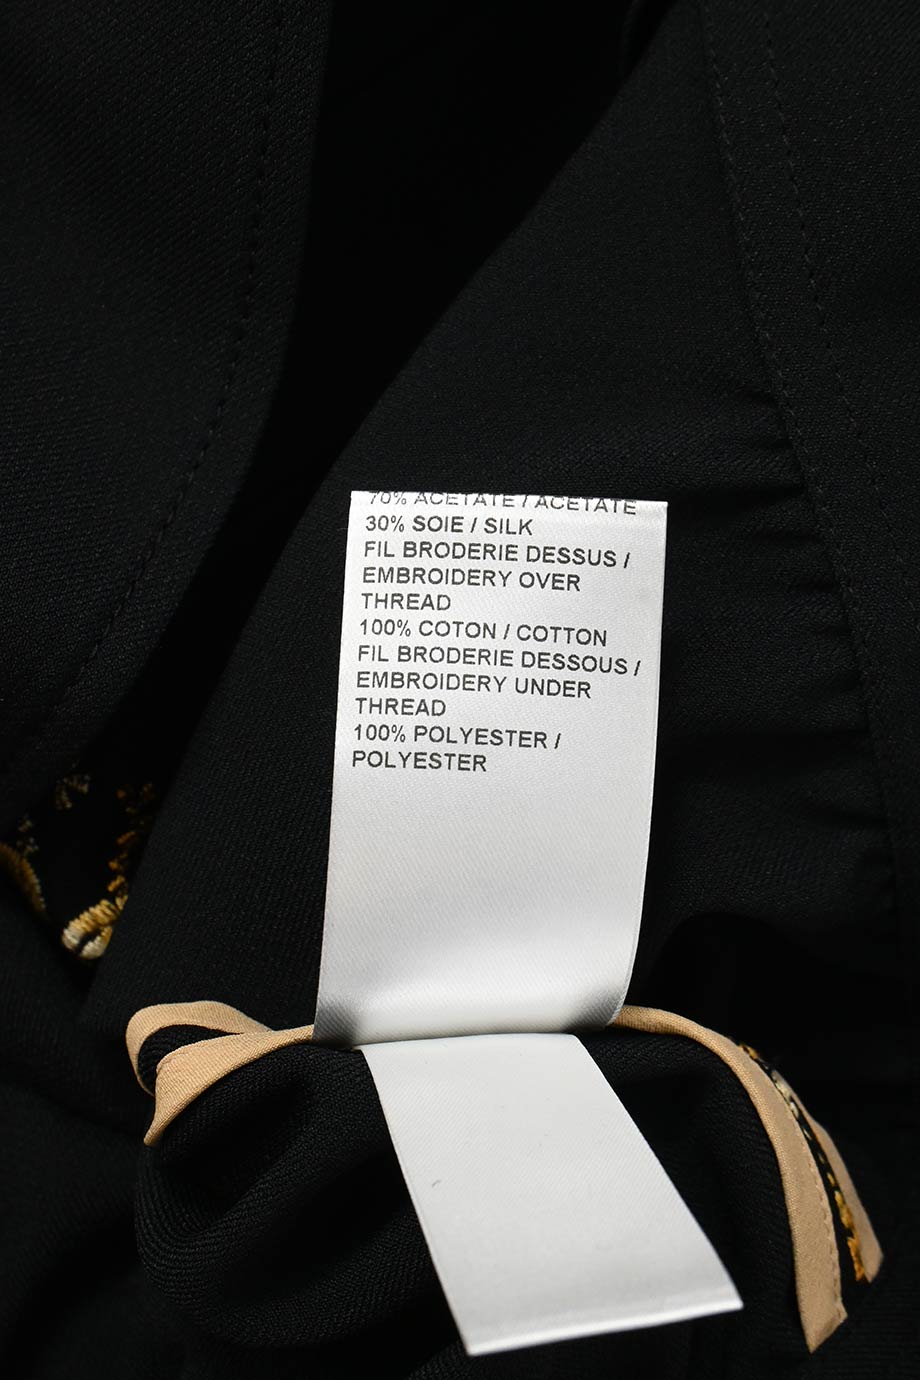 70% ACETATE / ACETATE
30% SOIE / SILK
FIL BRODERIE DESSUS /
EMBROIDERY OVER
THREAD
100% COTON / COTTON
FIL BRODERIE DESSOUS /
EMBROIDERY UNDER
THREAD
100% POLYESTER /
POLYESTER